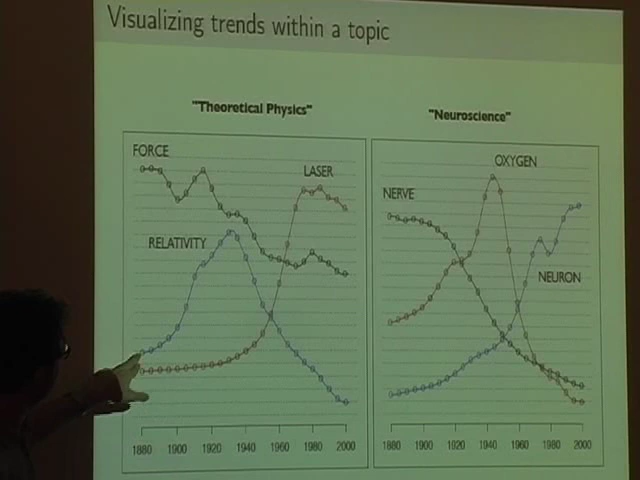 Visualizing trends within a topic
"Theoretical Physics"
FORCE
LASER
RELATIVITY
1880 1900 1920 1940 1960 1980 2000
"Neuroscience"
OXYGEN
NERVE
NEURON
1880 1900 1920 1940 1960 1980 2000